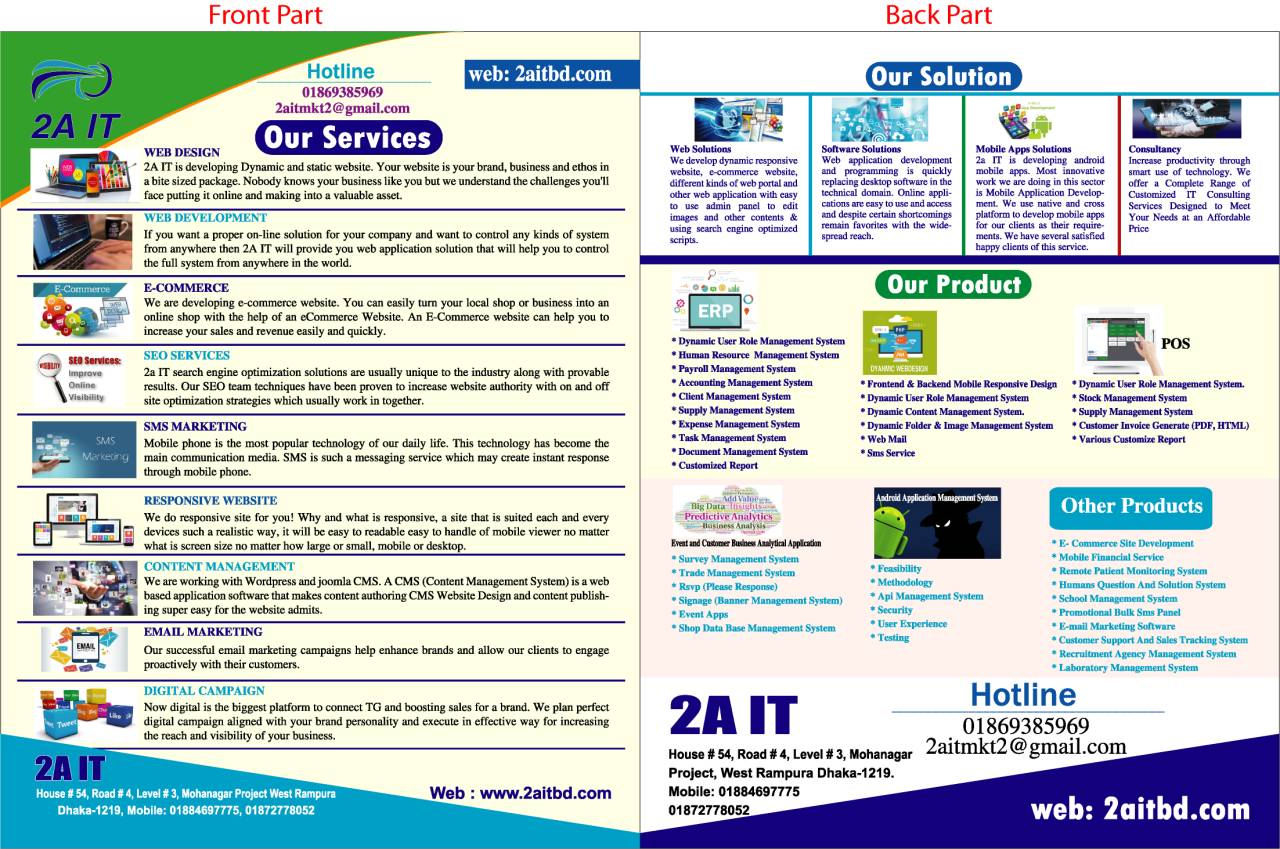 Front Part
Back Part
2A IT
Hotline
01869385969
2aitmkt2@gmail.com
web: 2aitbd.com
Our Services
WEB DESIGN
2A IT is developing Dynamic and static website. Your website is your brand, business and ethos in
a bite sized package. Nobody knows your business like you but we understand the challenges you'll
face putting it online and making into a valuable asset.
WEB DEVELOPMENT
If you want a proper on-line solution for your company and want to control any kinds of system
from anywhere then 2A IT will provide you web application solution that will help you to control
the full system from anywhere in the world.
E-Commerce
E-COMMERCE
We are developing e-commerce website. You can easily turn your local shop or business into an
online shop with the help of an eCommerce Website. An E-Commerce website can help you to
increase your sales and revenue easily and quickly.
VISIBILITY
SEO Services:
Improve
Online
Visibility
SEO SERVICES
2a IT search engine optimization solutions are usually unique to the industry along with provable
results. Our SEO team techniques have been proven to increase website authority with on and off
site optimization strategies which usually work in together.
SMS
Marketing
SMS MARKETING
Mobile phone is the most popular technology of our daily life. This technology has become the
main communication media. SMS is such a messaging service which may create instant response
through mobile phone.
RESPONSIVE WEBSITE
We do responsive site for you! Why and what is responsive, a site that is suited each and every
devices such a realistic way, it will be easy to readable easy to handle of mobile viewer no matter
what is screen size no matter how large or small, mobile or desktop.
CONTENT MANAGEMENT
We are working with Wordpress and joomla CMS. A CMS (Content Management System) is a web
based application software that makes content authoring CMS Website Design and content publish-
ing super easy for the website admits.
EMAIL
EMAIL MARKETING
Our successful email marketing campaigns help enhance brands and allow our clients to engage
proactively with their customers.
Tweet
Blog
Like
DIGITAL CAMPAIGN
Now digital is the biggest platform to connect TG and boosting sales for a brand. We plan perfect
digital campaign aligned with your brand personality and execute in effective way for increasing
the reach and visibility of your business.
2A IT
House # 54, Road # 4, Level # 3, Mohanagar Project West Rampura
Dhaka-1219, Mobile: 01884697775, 01872778052
Web : www.2aitbd.com
Our Solution
Web Solutions
We develop dynamic responsive
website, e-commerce website,
different kinds of web portal and
other web application with easy
to use admin panel to edit
images and other contents &
using search engine optimized
scripts.
Software Solutions
Web application development
and programming is quickly
replacing desktop software in the
technical domain. Online appli-
cations are easy to use and access
and despite certain shortcomings
remain favorites with the wide-
spread reach.
Mobile Apps Solutions
2a IT is developing android
mobile apps. Most innovative
work we are doing in this sector
is Mobile Application Develop-
ment. We use native and cross
platform to develop mobile apps
for our clients as their require-
ments. We have several satisfied
happy clients of this service.
Consultancy
Increase productivity through
smart use of technology. We
offer a Complete Range of
Customized IT Consulting
Services Designed to Meet
Your Needs at an Affordable
Price
Our Product
ERP
* Dynamic User Role Management System
* Human Resource Management System
* Payroll Management System
* Accounting Management System
* Client Management System
* Supply Management System
* Expense Management System
* Task Management System
* Document Management System
* Customized Report
DYAHMIC WEBDESIGN
* Frontend & Backend Mobile Responsive Design
* Dynamic User Role Management System
* Dynamic Content Management System.
* Dynamic Folder & Image Management System
* Web Mail
* Sms Service
POS
* Dynamic User Role Management System.
* Stock Management System
* Supply Management System
* Customer Invoice Generate (PDF, HTML)
* Various Customize Report
Add Value
Big Data Insights
Predictive Analytics
Business Analysis
Event and Customer Business Analytical Application
* Survey Management System
* Trade Management System
* Rsvp (Please Response)
* Signage (Banner Management System)
* Event Apps
* Shop Data Base Management System
Android Application Management System
* Feasibility
* Methodology
* Api Management System
* Security
* User Experience
* Testing
Other Products
* E- Commerce Site Development
* Mobile Financial Service
* Remote Patient Monitoring System
* Humans Question And Solution System
* School Management System
* Promotional Bulk Sms Panel
* E-mail Marketing Software
* Customer Support And Sales Tracking System
* Recruitment Agency Management System
* Laboratory Management System
2A IT
House # 54, Road # 4, Level # 3, Mohanagar
Project, West Rampura Dhaka-1219.
Mobile: 01884697775
01872778052
Hotline
01869385969
2aitmkt2@gmail.com
web: 2aitbd.com